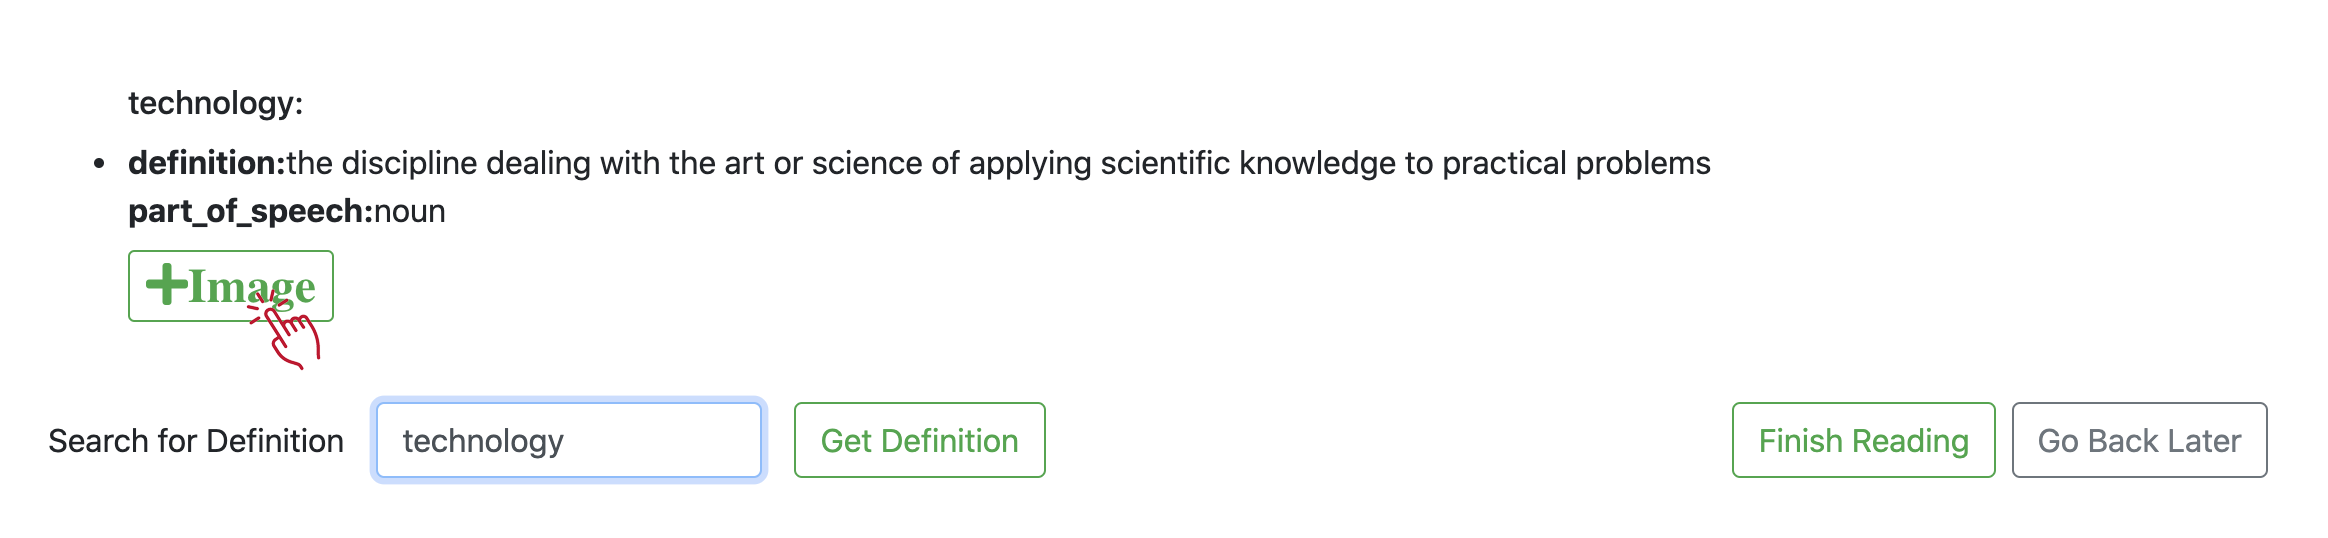 technology:
• definition:the discipline dealing with the art or science of applying scientific knowledge to practical problems
part_of_speech:noun
+Image
Search for Definition technology Get Definition Finish Reading Go Back Later